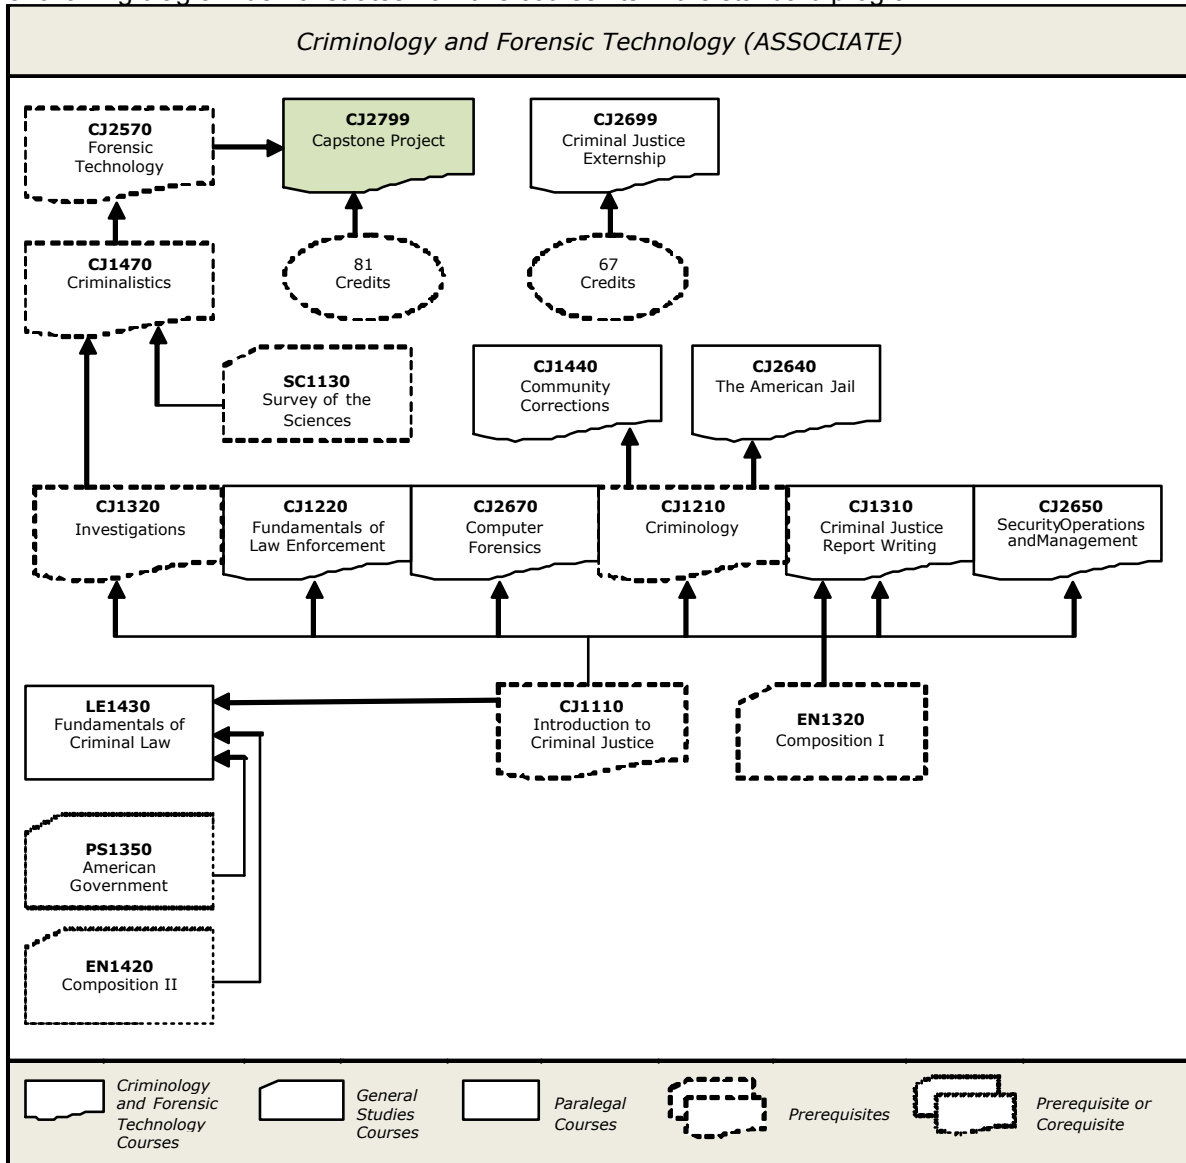 Criminology and Forensic Technology (ASSOCIATE)
CJ2570
Forensic
Technology
CJ2799
Capstone Project
CJ2699
Criminal Justice
Externship
CJ1470
Criminalistics
81
Credits
67
Credits
SC1130
Survey of the
Sciences
CJ1440
Community
Corrections
CJ2640
The American Jail
CJ1320
Investigations
CJ1220
Fundamentals of
Law Enforcement
CJ2670
Computer
Forensics
CJ1210
Criminology
CJ1310
Criminal Justice
Report Writing
CJ2650
SecurityOperations
andManagement
LE1430
Fundamentals of
Criminal Law
CJ1110
Introduction to
Criminal Justice
EN1320
Composition I
PS1350
American
Government
EN1420
Composition II
Criminology
and Forensic
Technology
Courses
General
Studies
Courses
Paralegal
Courses
Prerequisites
Prerequisite or
Corequisite